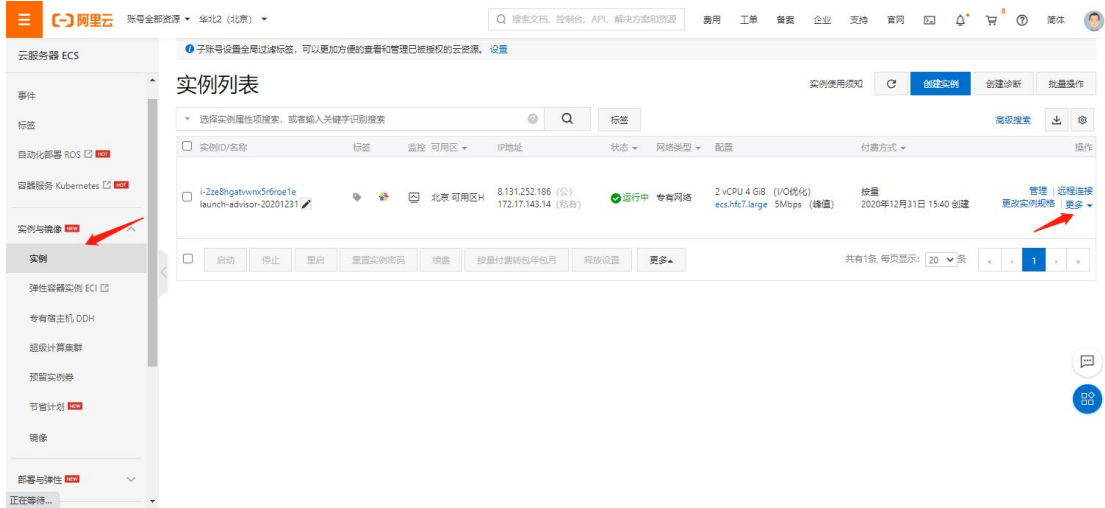 阿里云 账号全部资源 华北2（北京） 搜索文档、控制台、API、解决方案和资源 费用 工单 备案 企业 支持 官网 简体
云服务器 ECS
子账号设置全局过滤标签，可以更加方便的查看和管理已被授权的云资源。 设置
实例列表
实例使用须知 创建实例 创建诊断 批量操作
事件
标签
自动化部署 ROS HOT
容器服务 Kubernetes HOT
实例与镜像 NEW
实例
弹性容器实例 ECI
专有宿主机 DDH
超级计算集群
预留实例券
节省计划 NEW
镜像
部署与弹性 NEW
正在等待...
选择实例属性项搜索，或者输入关键字识别搜索 标签 高级搜索
实例ID/名称 标签 监控 可用区 IP地址 状态 网络类型 配置 付费方式 操作
i-2ze8hgatvwnx5r6roe1e
launch-advisor-20201231
北京 可用区H
8.131.252.186（公）
172.17.143.14（私有）
运行中 专有网络
2 vCPU 4 GiB （I/O优化）
ecs.hfc7.large 5Mbps （峰值）
按量
2020年12月31日 15:40 创建
管理 | 远程连接
更改实例规格 | 更多
启动 停止 重启 重置实例密码 续费 按量付费转包年包月 释放设置 更多
共有1条, 每页显示: 20 条 « ‹ 1 › »